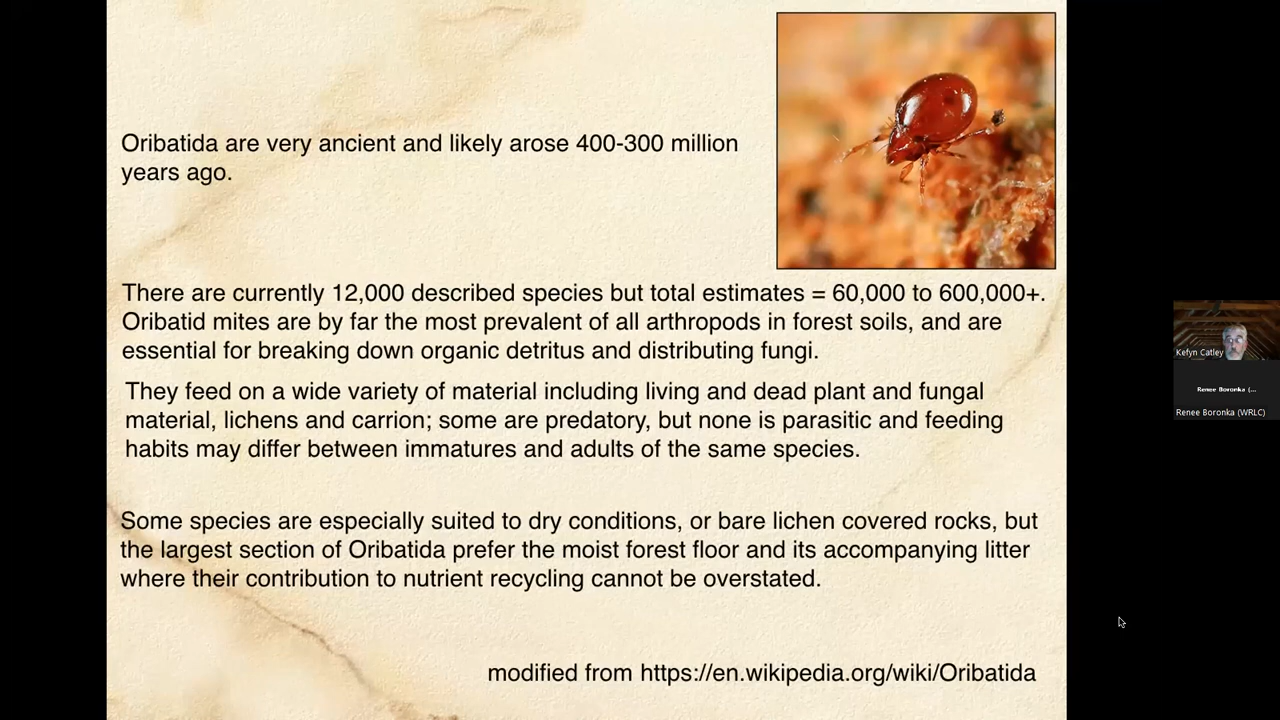 Oribatida are very ancient and likely arose 400-300 million
years ago.
There are currently 12,000 described species but total estimates = 60,000 to 600,000+.
Oribatid mites are by far the most prevalent of all arthropods in forest soils, and are
essential for breaking down organic detritus and distributing fungi.
They feed on a wide variety of material including living and dead plant and fungal
material, lichens and carrion; some are predatory, but none is parasitic and feeding
habits may differ between immatures and adults of the same species.
Some species are especially suited to dry conditions, or bare lichen covered rocks, but
the largest section of Oribatida prefer the moist forest floor and its accompanying litter
where their contribution to nutrient recycling cannot be overstated.
modified from https://en.wikipedia.org/wiki/Oribatida
Kefyn Catley
Renee Boronka (...
Renee Boronka (WRLC)